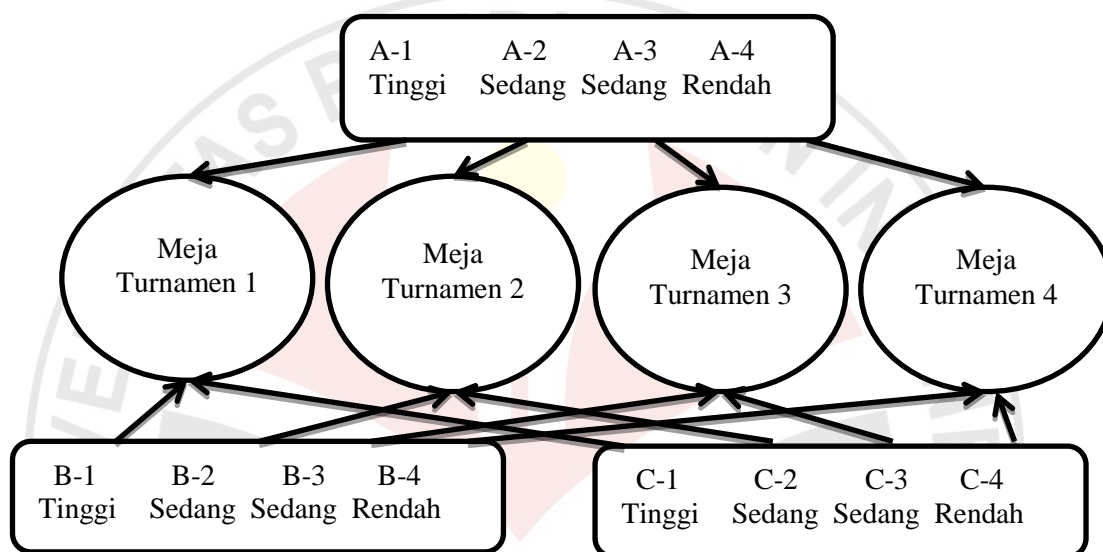 A-1 A-2 A-3 A-4
Tinggi Sedang Sedang Rendah
Meja
Turnamen 1
Meja
Turnamen 2
Meja
Turnamen 3
Meja
Turnamen 4
B-1 B-2 B-3 B-4
Tinggi Sedang Sedang Rendah
C-1 C-2 C-3 C-4
Tinggi Sedang Sedang Rendah